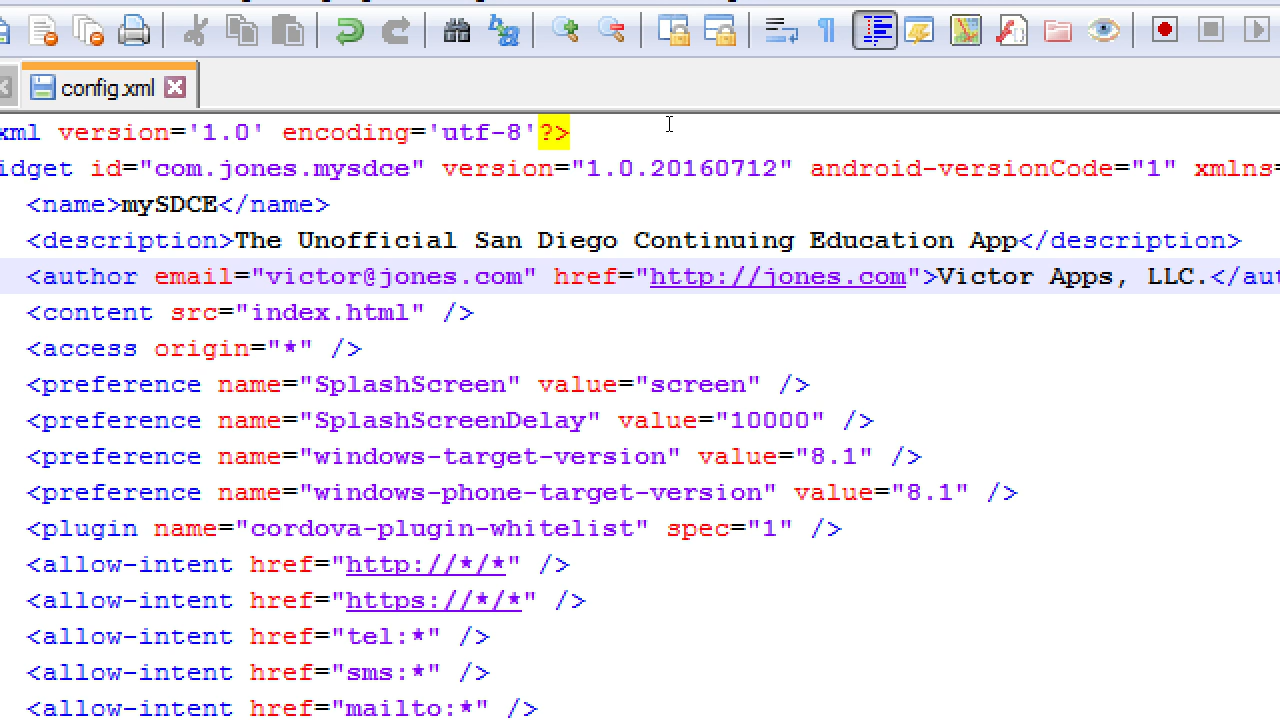 config.xml
xml version='1.0' encoding='utf-8'?>
idget id="com.jones.mysdce" version="1.0.20160712" android-versionCode="1" xmlns=
<name>mySDCE</name>
<description>The Unofficial San Diego Continuing Education App</description>
<author email="victor@jones.com" href="http://jones.com">Victor Apps, LLC.</aut
<content src="index.html" />
<access origin="*" />
<preference name="SplashScreen" value="screen" />
<preference name="SplashScreenDelay" value="10000" />
<preference name="windows-target-version" value="8.1" />
<preference name="windows-phone-target-version" value="8.1" />
<plugin name="cordova-plugin-whitelist" spec="1" />
<allow-intent href="http://*/*" />
<allow-intent href="https://*/*" />
<allow-intent href="tel:*" />
<allow-intent href="sms:*" />
<allow-intent href="mailto:*" />